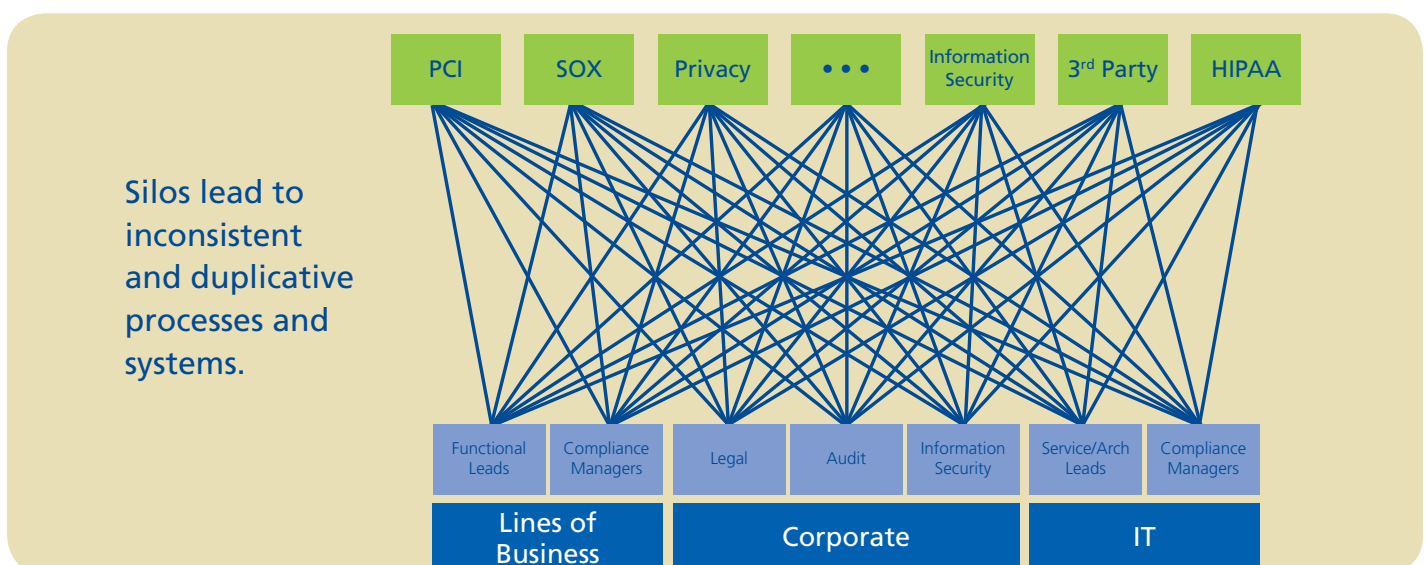 PCI
SOX
Privacy
•••
Information
Security
3rd Party
HIPAA
Silos lead to
inconsistent
and duplicative
processes and
systems.
Functional
Leads
Compliance
Managers
Legal
Audit
Information
Security
Service/Arch
Leads
Compliance
Managers
Lines of
Business
Corporate
IT